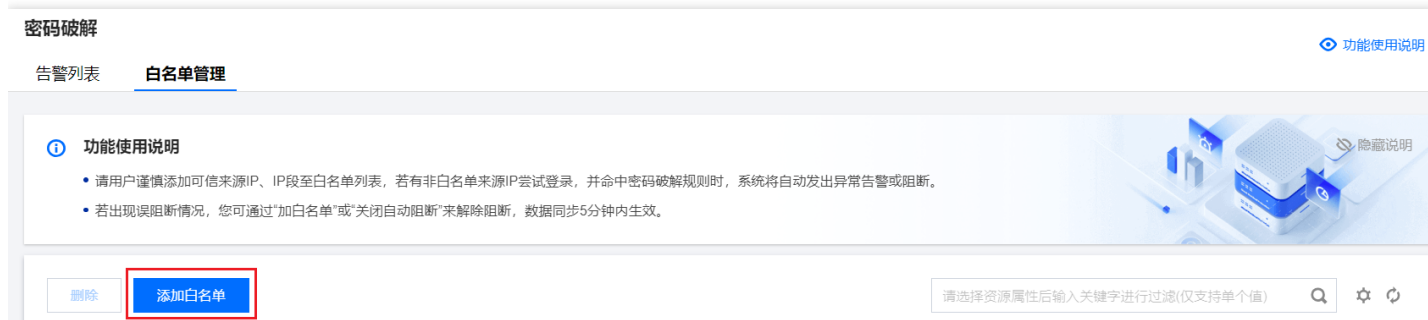 密码破解
功能使用说明
告警列表 白名单管理
功能使用说明
隐藏说明
• 请用户谨慎添加可信来源IP、IP段至白名单列表，若有非白名单来源IP尝试登录，并命中密码破解规则时，系统将自动发出异常告警或阻断。
• 若出现误阻断情况，您可通过“加白名单”或“关闭自动阻断”来解除阻断，数据同步5分钟内生效。
删除 添加白名单 请选择资源属性后输入关键字进行过滤(仅支持单个值)